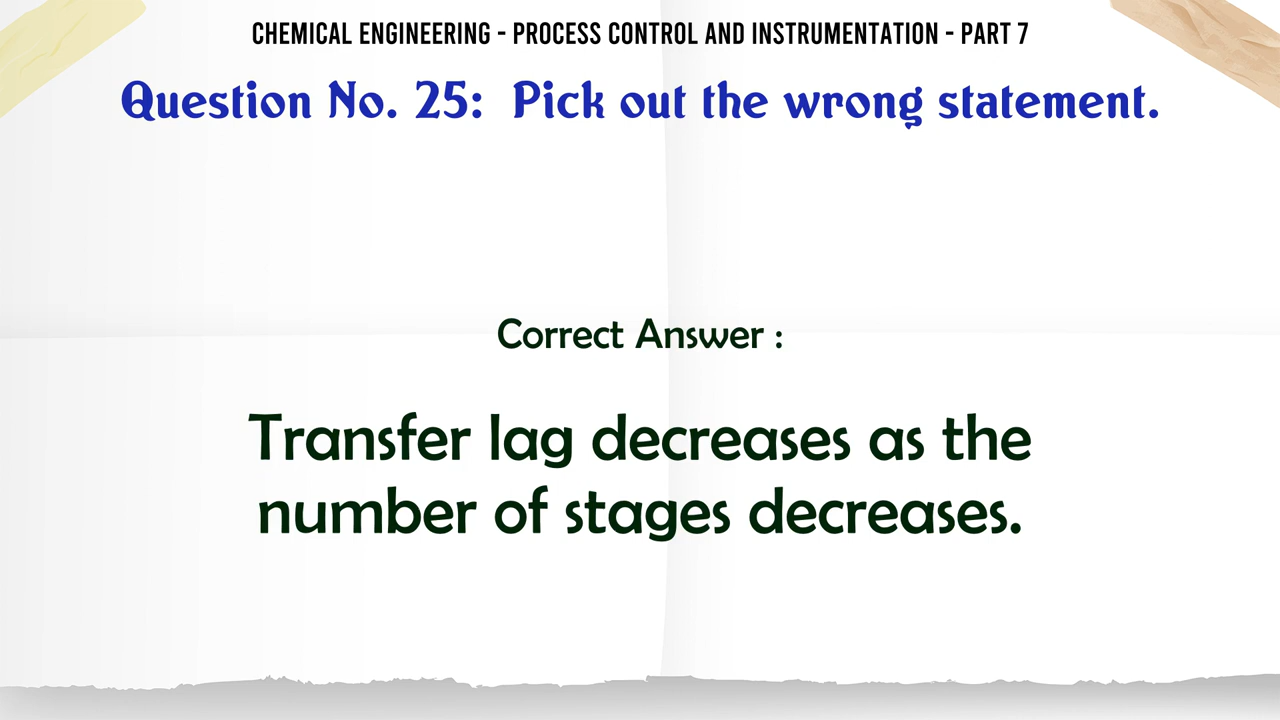 CHEMICAL ENGINEERING - PROCESS CONTROL AND INSTRUMENTATION - PART 7
Question No. 25: Pick out the wrong statement.
Correct Answer :
Transfer lag decreases as the
number of stages decreases.